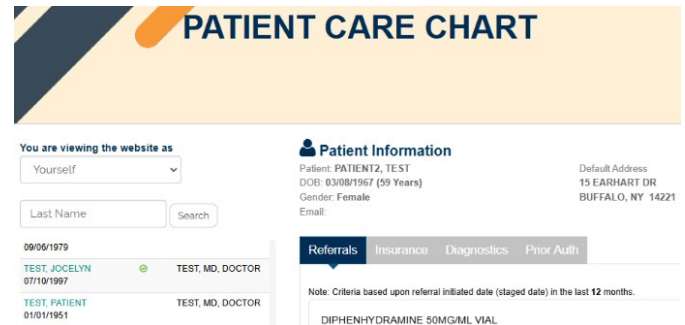 PATIENT CARE CHART
You are viewing the website as
Yourself
Last Name
Search
09/06/1979
TEST, JOCELYN TEST, MD, DOCTOR
07/10/1997
TEST, PATIENT TEST, MD, DOCTOR
01/01/1951
Patient Information
Patient: PATIENT2, TEST
DOB: 03/08/1967 (59 Years)
Gender: Female
Email:
Default Address
15 EARHART DR
BUFFALO, NY 14221
Referrals Insurance Diagnostics Prior Auth
Note: Criteria based upon referral initiated date (staged date) in the last 12 months.
DIPHENHYDRAMINE 50MG/ML VIAL